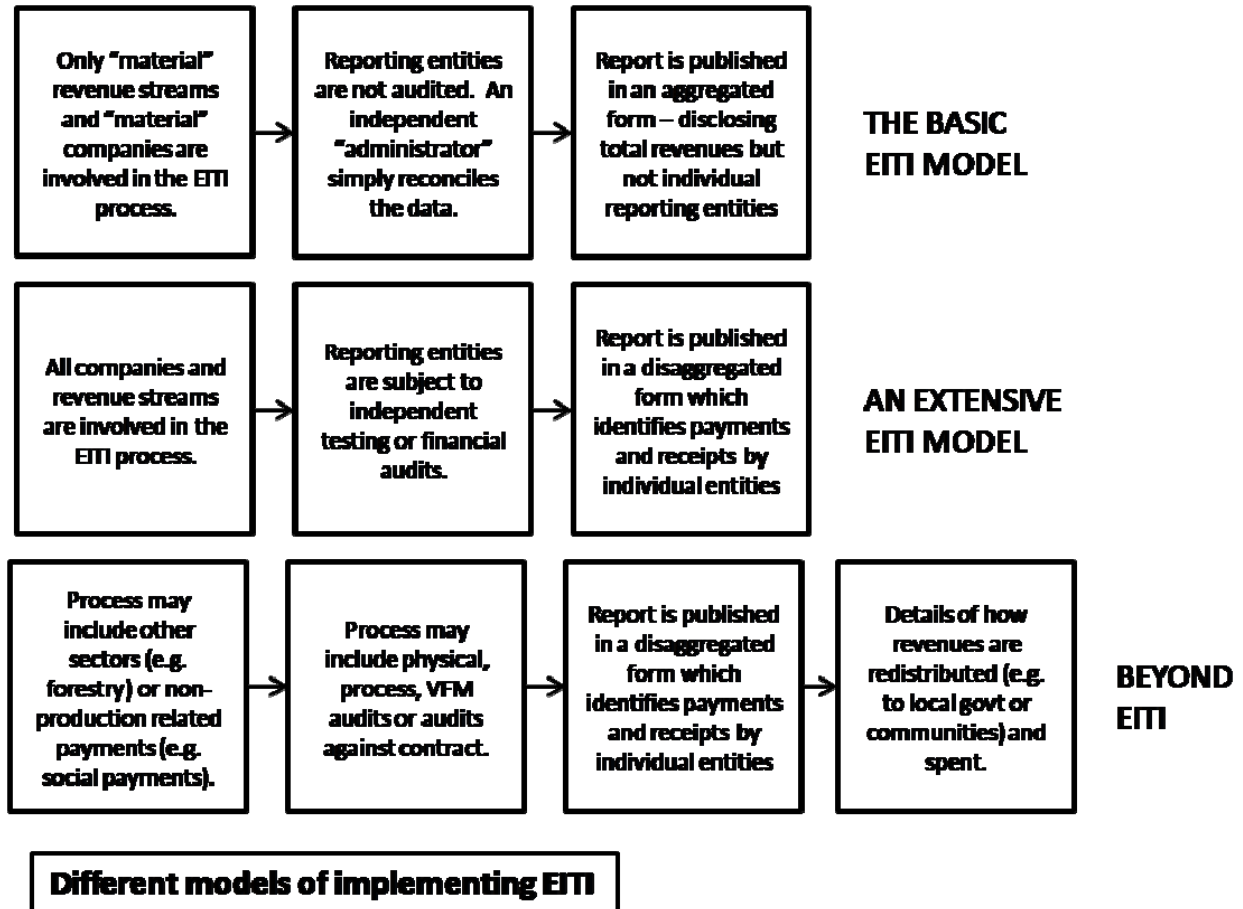 Only “material”
revenue streams
and “material”
companies are
involved in the EITI
process.
Reporting entities
are not audited. An
independent
“administrator”
simply reconciles
the data.
Report is published
in an aggregated
form – disclosing
total revenues but
not individual
reporting entities
THE BASIC
EITI MODEL
All companies and
revenue streams
are involved in the
EITI process.
Reporting entities
are subject to
independent
testing or financial
audits.
Report is published
in a disaggregated
form which
identifies payments
and receipts by
individual entities
AN EXTENSIVE
EITI MODEL
Process may
include other
sectors (e.g.
forestry) or non-
production related
payments (e.g.
social payments).
Process may
include physical,
process, VFM
audits or audits
against contract.
Report is published
in a disaggregated
form which
identifies payments
and receipts by
individual entities
Details of how
revenues are
redistributed (e.g.
to local govt or
communities) and
spent.
BEYOND
EITI
Different models of implementing EITI